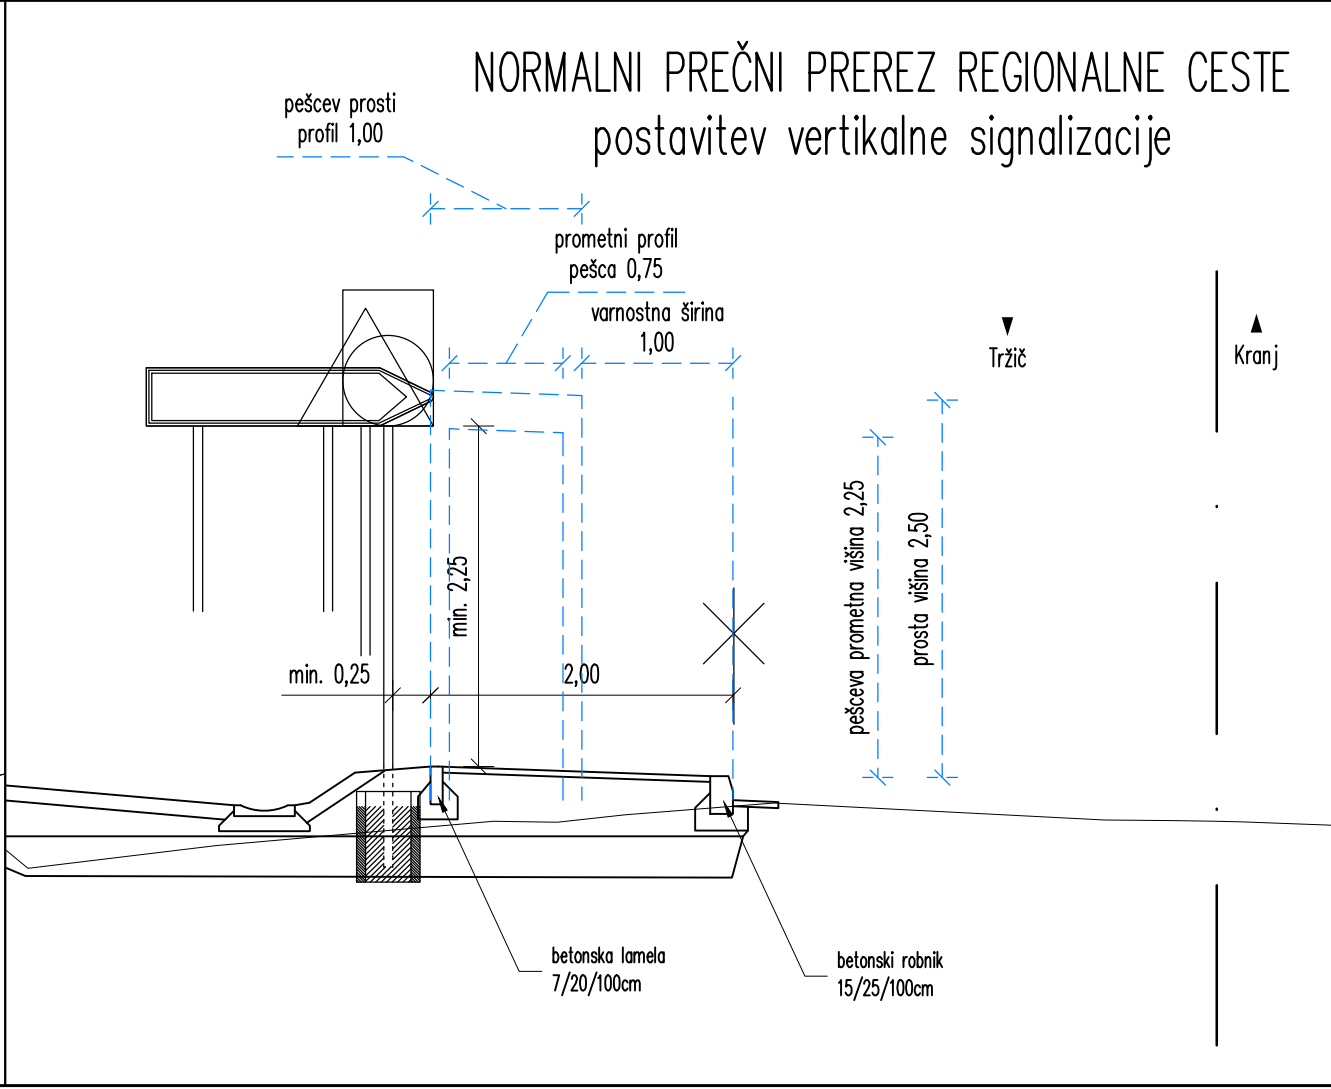 NORMALNI PREČNI PREREZ REGIONALNE CESTE
postavitev vertikalne signalizacije
pešcev prosti
profil 1,00
prometni profil
pešca 0,75
varnostna širina
1,00
Tržič
Kranj
pešceva prometna višina 2,25
prosta višina 2,50
min. 2,25
min. 0,25
2,00
betonska lamela
7/20/100cm
betonski robnik
15/25/100cm